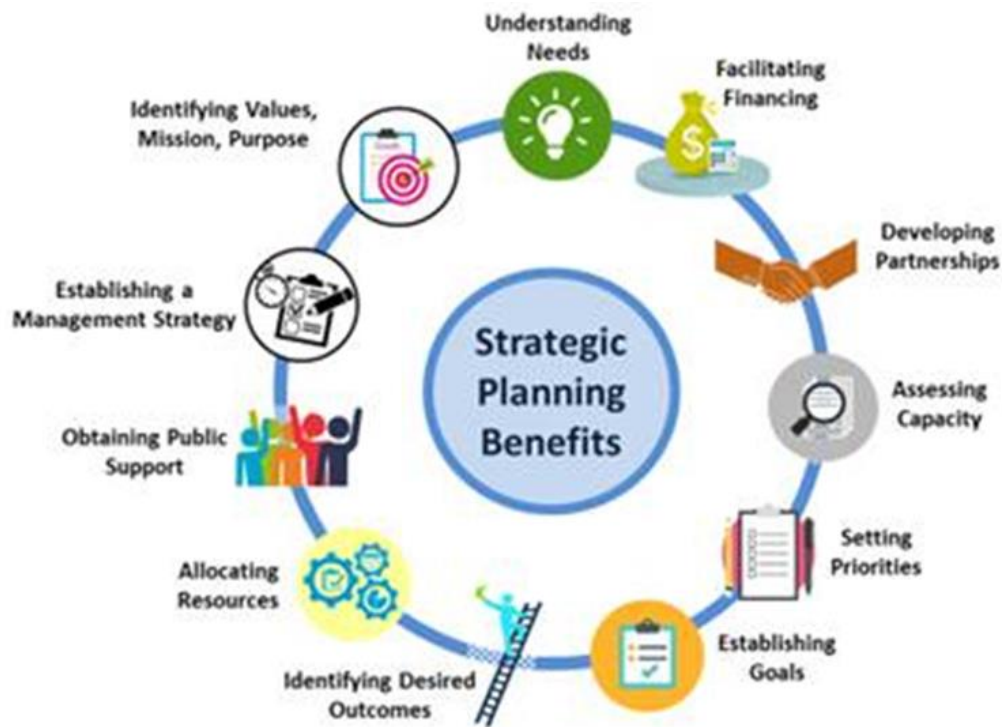 Understanding
Needs
Facilitating
Financing
Developing
Partnerships
Assessing
Capacity
Setting
Priorities
Establishing
Goals
Identifying Desired
Outcomes
Allocating
Resources
Obtaining Public
Support
Establishing a
Management Strategy
Identifying Values,
Mission, Purpose
Strategic
Planning
Benefits
$